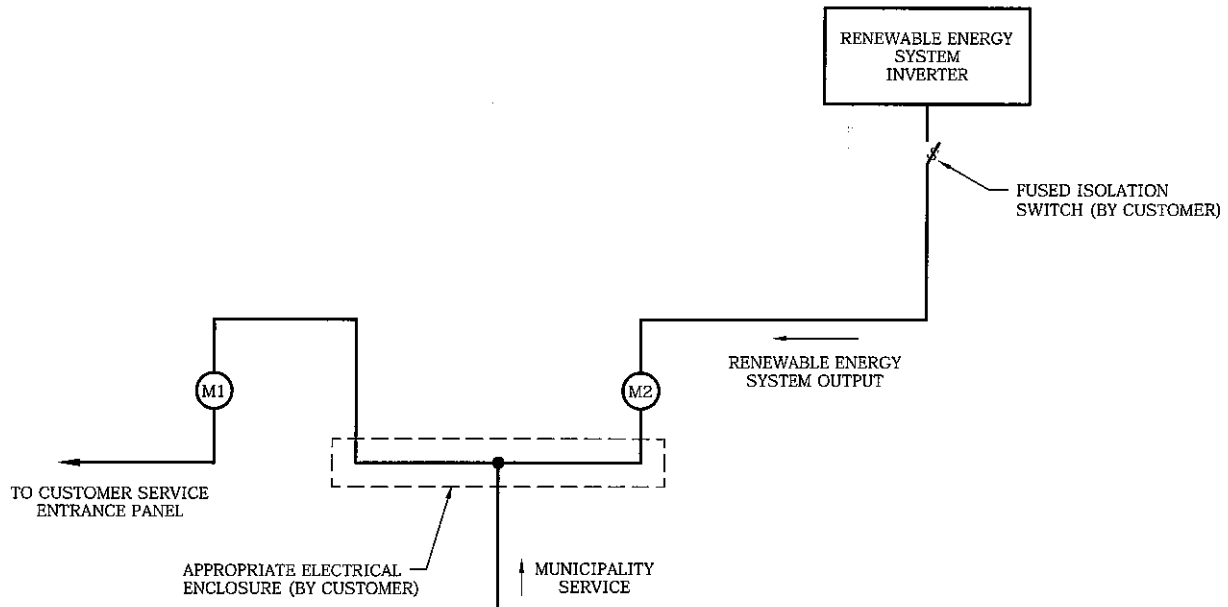 RENEWABLE ENERGY
SYSTEM
INVERTER
FUSED ISOLATION
SWITCH (BY CUSTOMER)
RENEWABLE ENERGY
SYSTEM OUTPUT
M1
M2
TO CUSTOMER SERVICE
ENTRANCE PANEL
APPROPRIATE ELECTRICAL
ENCLOSURE (BY CUSTOMER)
MUNICIPALITY
SERVICE